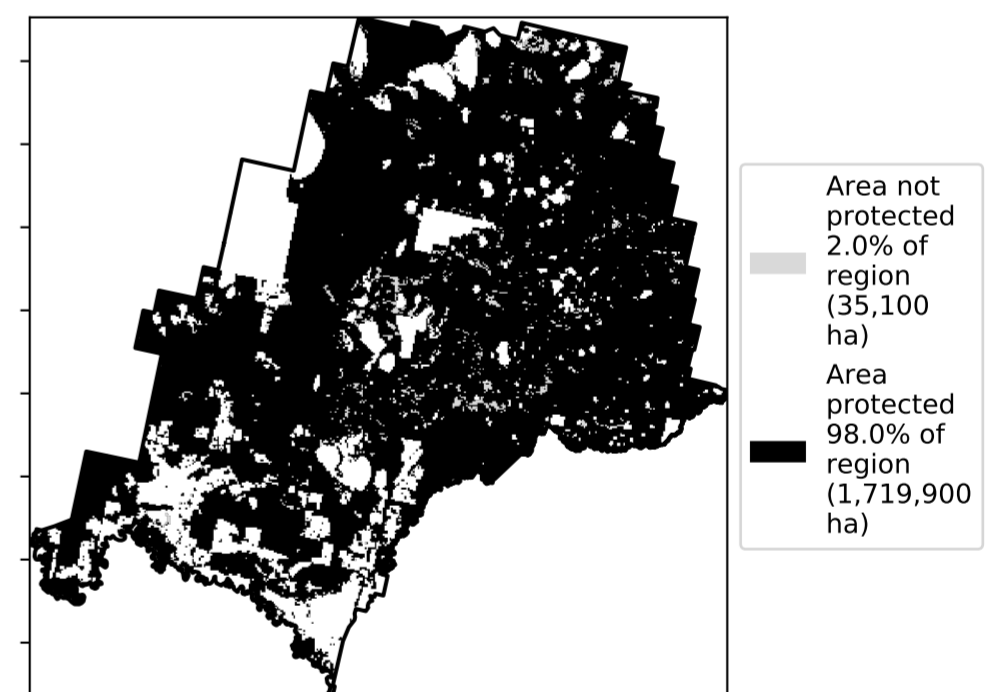 Area not
protected
2.0% of
region
(35,100
ha)
Area
protected
98.0% of
region
(1,719,900
ha)